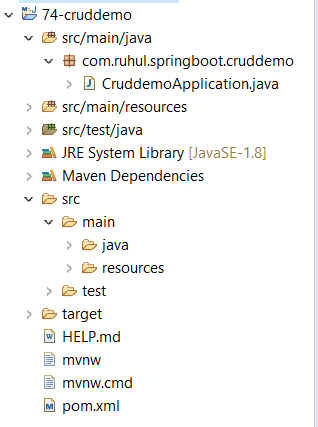 74-cruddemo
src/main/java
com.ruhul.springboot.cruddemo
CruddemoApplication.java
src/main/resources
src/test/java
JRE System Library [JavaSE-1.8]
Maven Dependencies
src
main
java
resources
test
target
HELP.md
mvnw
mvnw.cmd
pom.xml